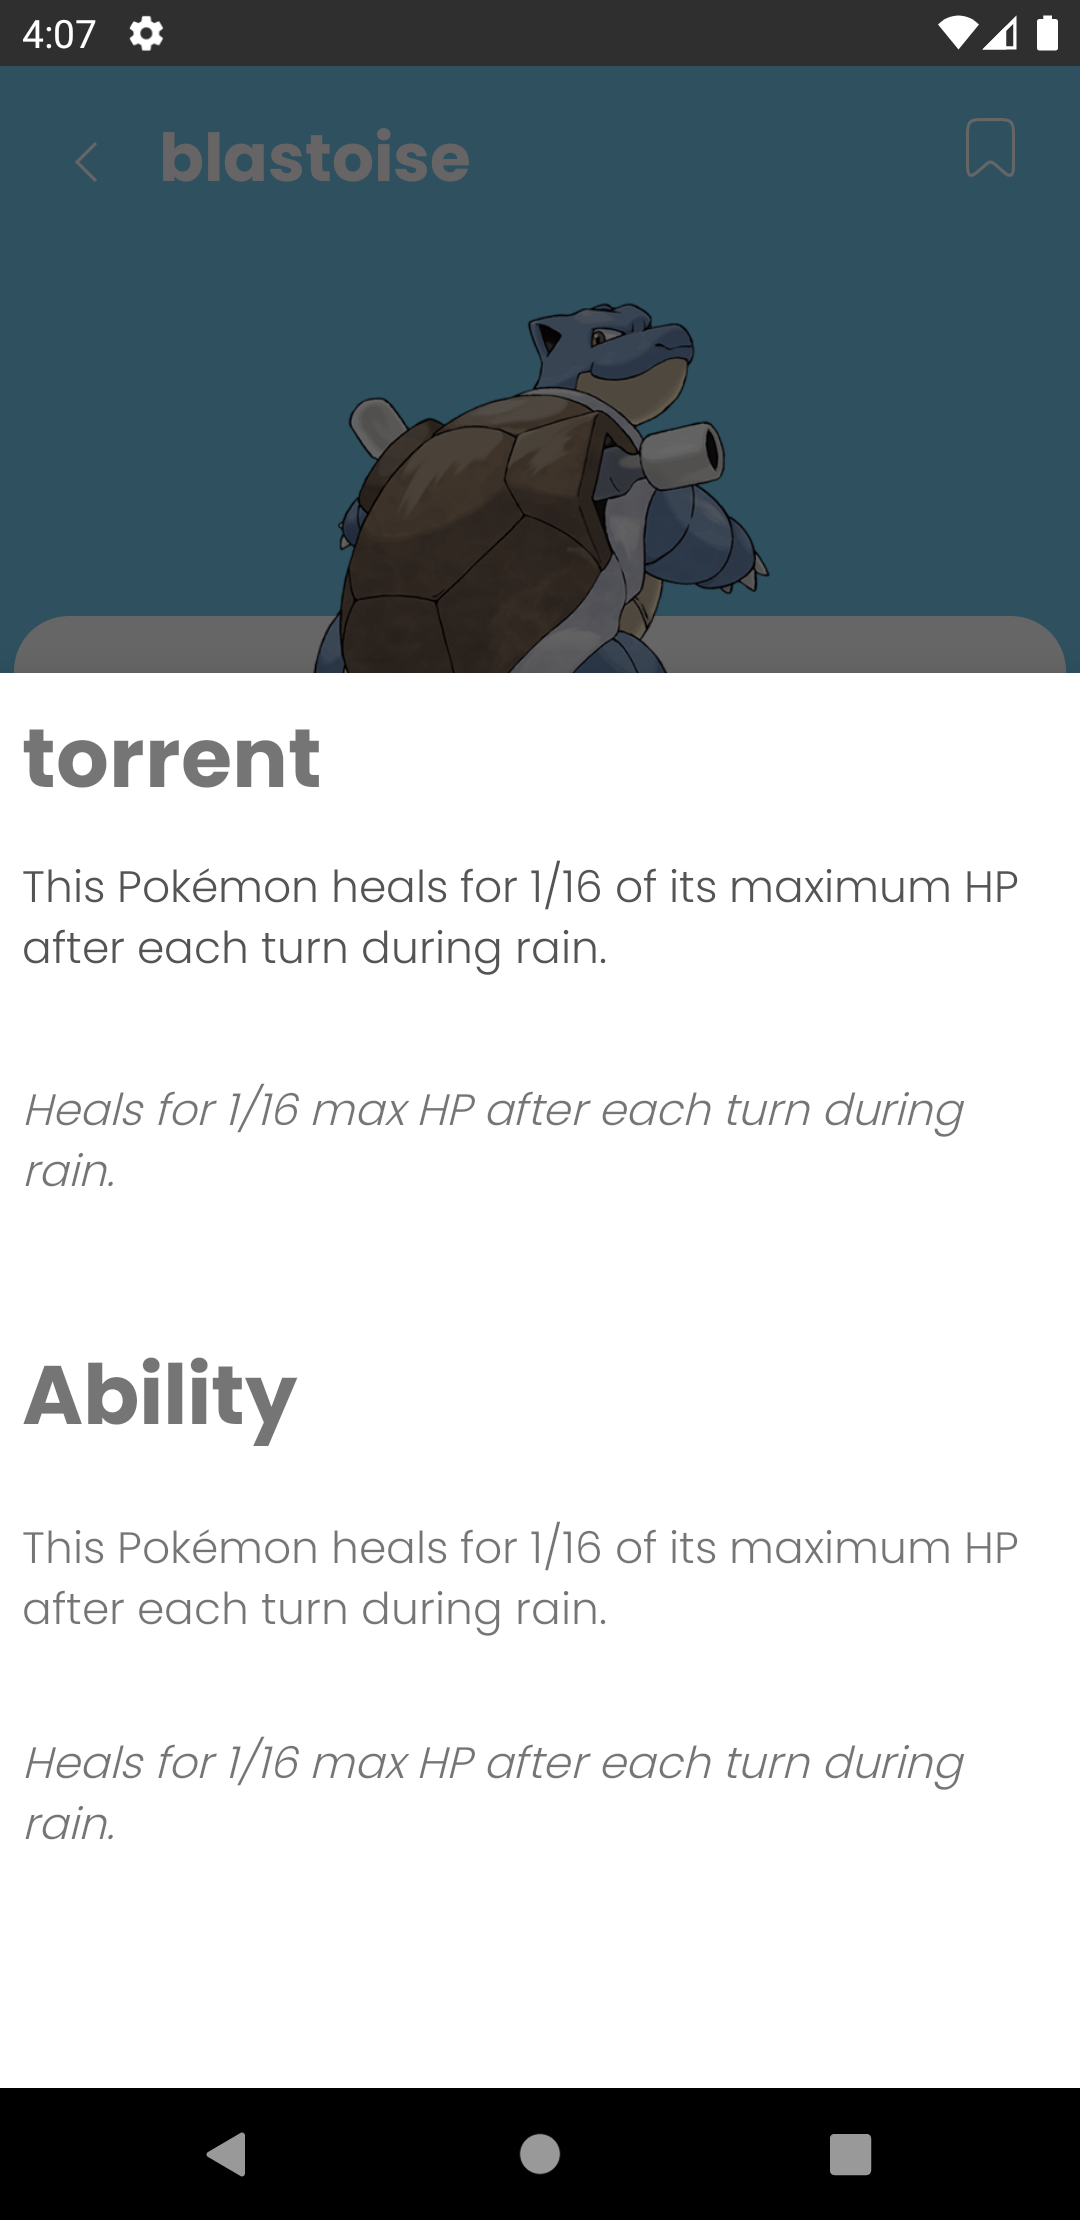 4:07
blastoise
torrent
This Pokémon heals for 1/16 of its maximum HP
after each turn during rain.
Heals for 1/16 max HP after each turn during
rain.
Ability
This Pokémon heals for 1/16 of its maximum HP
after each turn during rain.
Heals for 1/16 max HP after each turn during
rain.